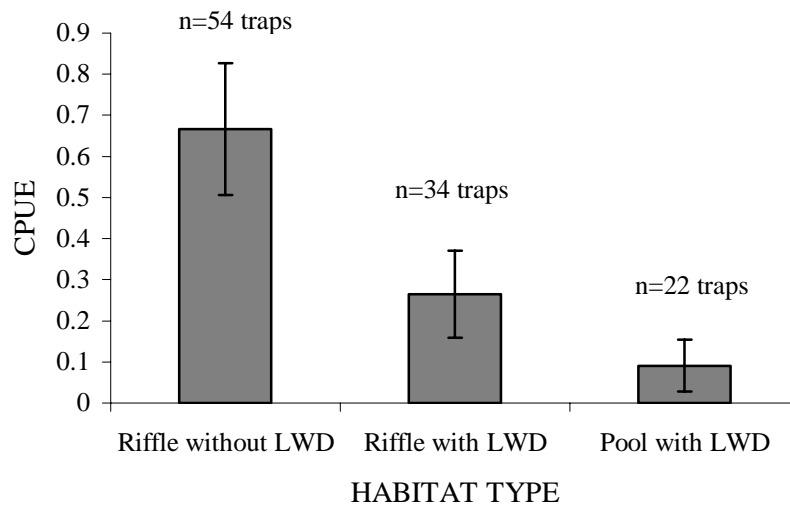 n=54 traps
n=34 traps
n=22 traps
0.9
0.8
0.7
0.6
0.5
0.4
0.3
0.2
0.1
0
CPUE
Riffle without LWD
Riffle with LWD
Pool with LWD
HABITAT TYPE